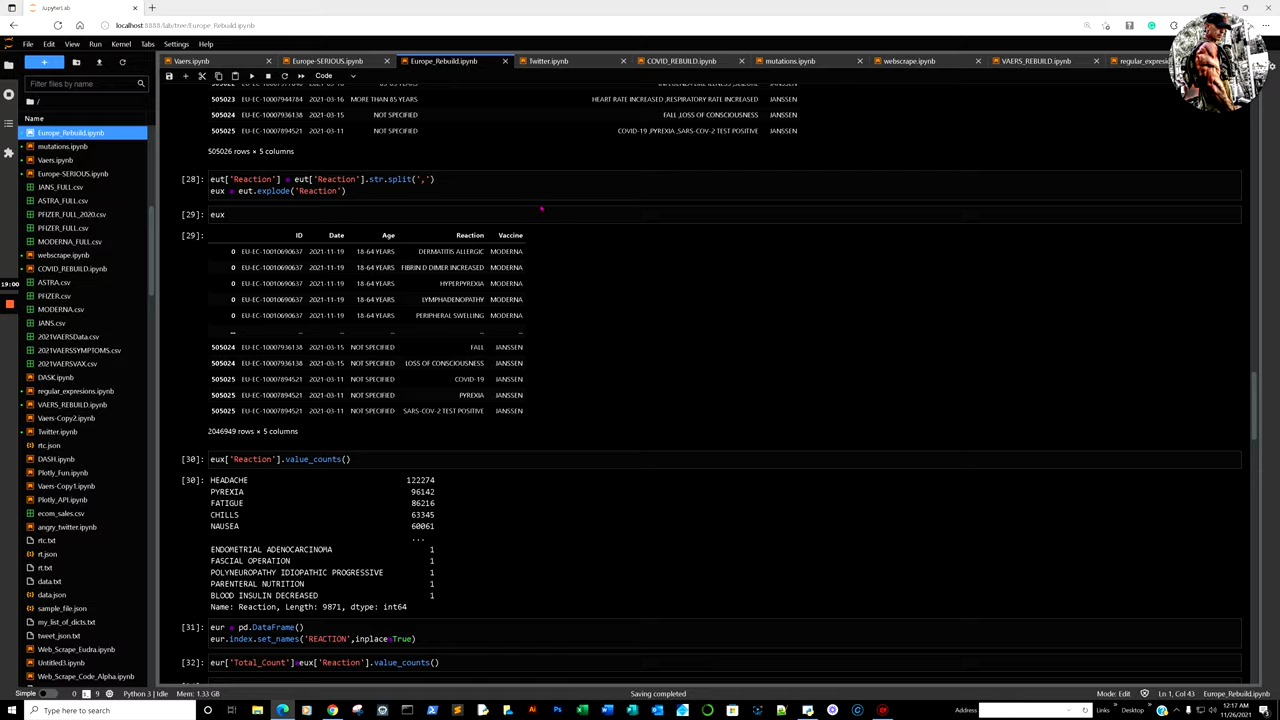 JupyterLab
localhost:8888/lab/tree/Europe_Rebuild.ipynb
File Edit View Run Kernel Tabs Settings Help
Vaers.ipynb Europe-SERIOUS.ipynb Europe_Rebuild.ipynb Twitter.ipynb COVID_REBUILD.ipynb mutations.ipynb webscrape.ipynb VAERS_REBUILD.ipynb
Code
Filter files by name
/
Name
Europe_Rebuild.ipynb
mutations.ipynb
Vaers.ipynb
Europe-SERIOUS.ipynb
JANS_FULL.csv
ASTRA_FULL.csv
PFIZER_FULL_2020.csv
PFIZER_FULL.csv
MODERNA_FULL.csv
webscrape.ipynb
COVID_REBUILD.ipynb
ASTRA.csv
PFIZER.csv
MODERNA.csv
JANS.csv
2021VAERSData.csv
2021VAERSSYMPTOMS.csv
2021VAERSVAX.csv
DASK.ipynb
regular_expresions.ipynb
VAERS_REBUILD.ipynb
Vaers-Copy2.ipynb
Twitter.ipynb
rtc.json
DASH.ipynb
Plotly_Fun.ipynb
Vaers-Copy1.ipynb
Plotly_API.ipynb
ecom_sales.csv
angry_twitter.ipynb
rtc.txt
rt.json
rt.txt
data.txt
data.json
sample_file.json
my_list_of_dicts.txt
tweet_json.txt
Web_Scrape_Eudra.ipynb
Untitled3.ipynb
Web_Scrape_Code_Alpha.ipynb
19:00
505023 EU-EC-10007944784 2021-03-16 MORE THAN 85 YEARS HEART RATE INCREASED ,RESPIRATORY RATE INCREASED JANSSEN
505024 EU-EC-10007936138 2021-03-15 NOT SPECIFIED FALL ,LOSS OF CONSCIOUSNESS JANSSEN
505025 EU-EC-10007894521 2021-03-11 NOT SPECIFIED COVID-19 ,PYREXIA ,SARS-COV-2 TEST POSITIVE JANSSEN
505026 rows × 5 columns
[28]: eut['Reaction'] = eut['Reaction'].str.split(',')
eux = eut.explode('Reaction')
[29]: eux
[29]: ID Date Age Reaction Vaccine
0 EU-EC-10010690637 2021-11-19 18-64 YEARS DERMATITIS ALLERGIC MODERNA
0 EU-EC-10010690637 2021-11-19 18-64 YEARS FIBRIN D DIMER INCREASED MODERNA
0 EU-EC-10010690637 2021-11-19 18-64 YEARS HYPERPYREXIA MODERNA
0 EU-EC-10010690637 2021-11-19 18-64 YEARS LYMPHADENOPATHY MODERNA
0 EU-EC-10010690637 2021-11-19 18-64 YEARS PERIPHERAL SWELLING MODERNA
... ... ... ... ... ...
505024 EU-EC-10007936138 2021-03-15 NOT SPECIFIED FALL JANSSEN
505024 EU-EC-10007936138 2021-03-15 NOT SPECIFIED LOSS OF CONSCIOUSNESS JANSSEN
505025 EU-EC-10007894521 2021-03-11 NOT SPECIFIED COVID-19 JANSSEN
505025 EU-EC-10007894521 2021-03-11 NOT SPECIFIED PYREXIA JANSSEN
505025 EU-EC-10007894521 2021-03-11 NOT SPECIFIED SARS-COV-2 TEST POSITIVE JANSSEN
2046949 rows × 5 columns
[30]: eux['Reaction'].value_counts()
[30]: HEADACHE 122274
PYREXIA 96142
FATIGUE 86216
CHILLS 63345
NAUSEA 60061
...
ENDOMETRIAL ADENOCARCINOMA 1
FASCIAL OPERATION 1
POLYNEUROPATHY IDIOPATHIC PROGRESSIVE 1
PARENTERAL NUTRITION 1
BLOOD INSULIN DECREASED 1
Name: Reaction, Length: 9871, dtype: int64
[31]: eur = pd.DataFrame()
eur.index.set_names('REACTION',inplace=True)
[32]: eur['Total_Count']=eux['Reaction'].value_counts()
Simple 0 9 Python 3 | Idle Mem: 1.33 GB Saving completed Mode: Edit Ln 1, Col 43 Europe_Rebuild.ipynb
Type here to search Address Links Desktop 12:17 AM
11/26/2021